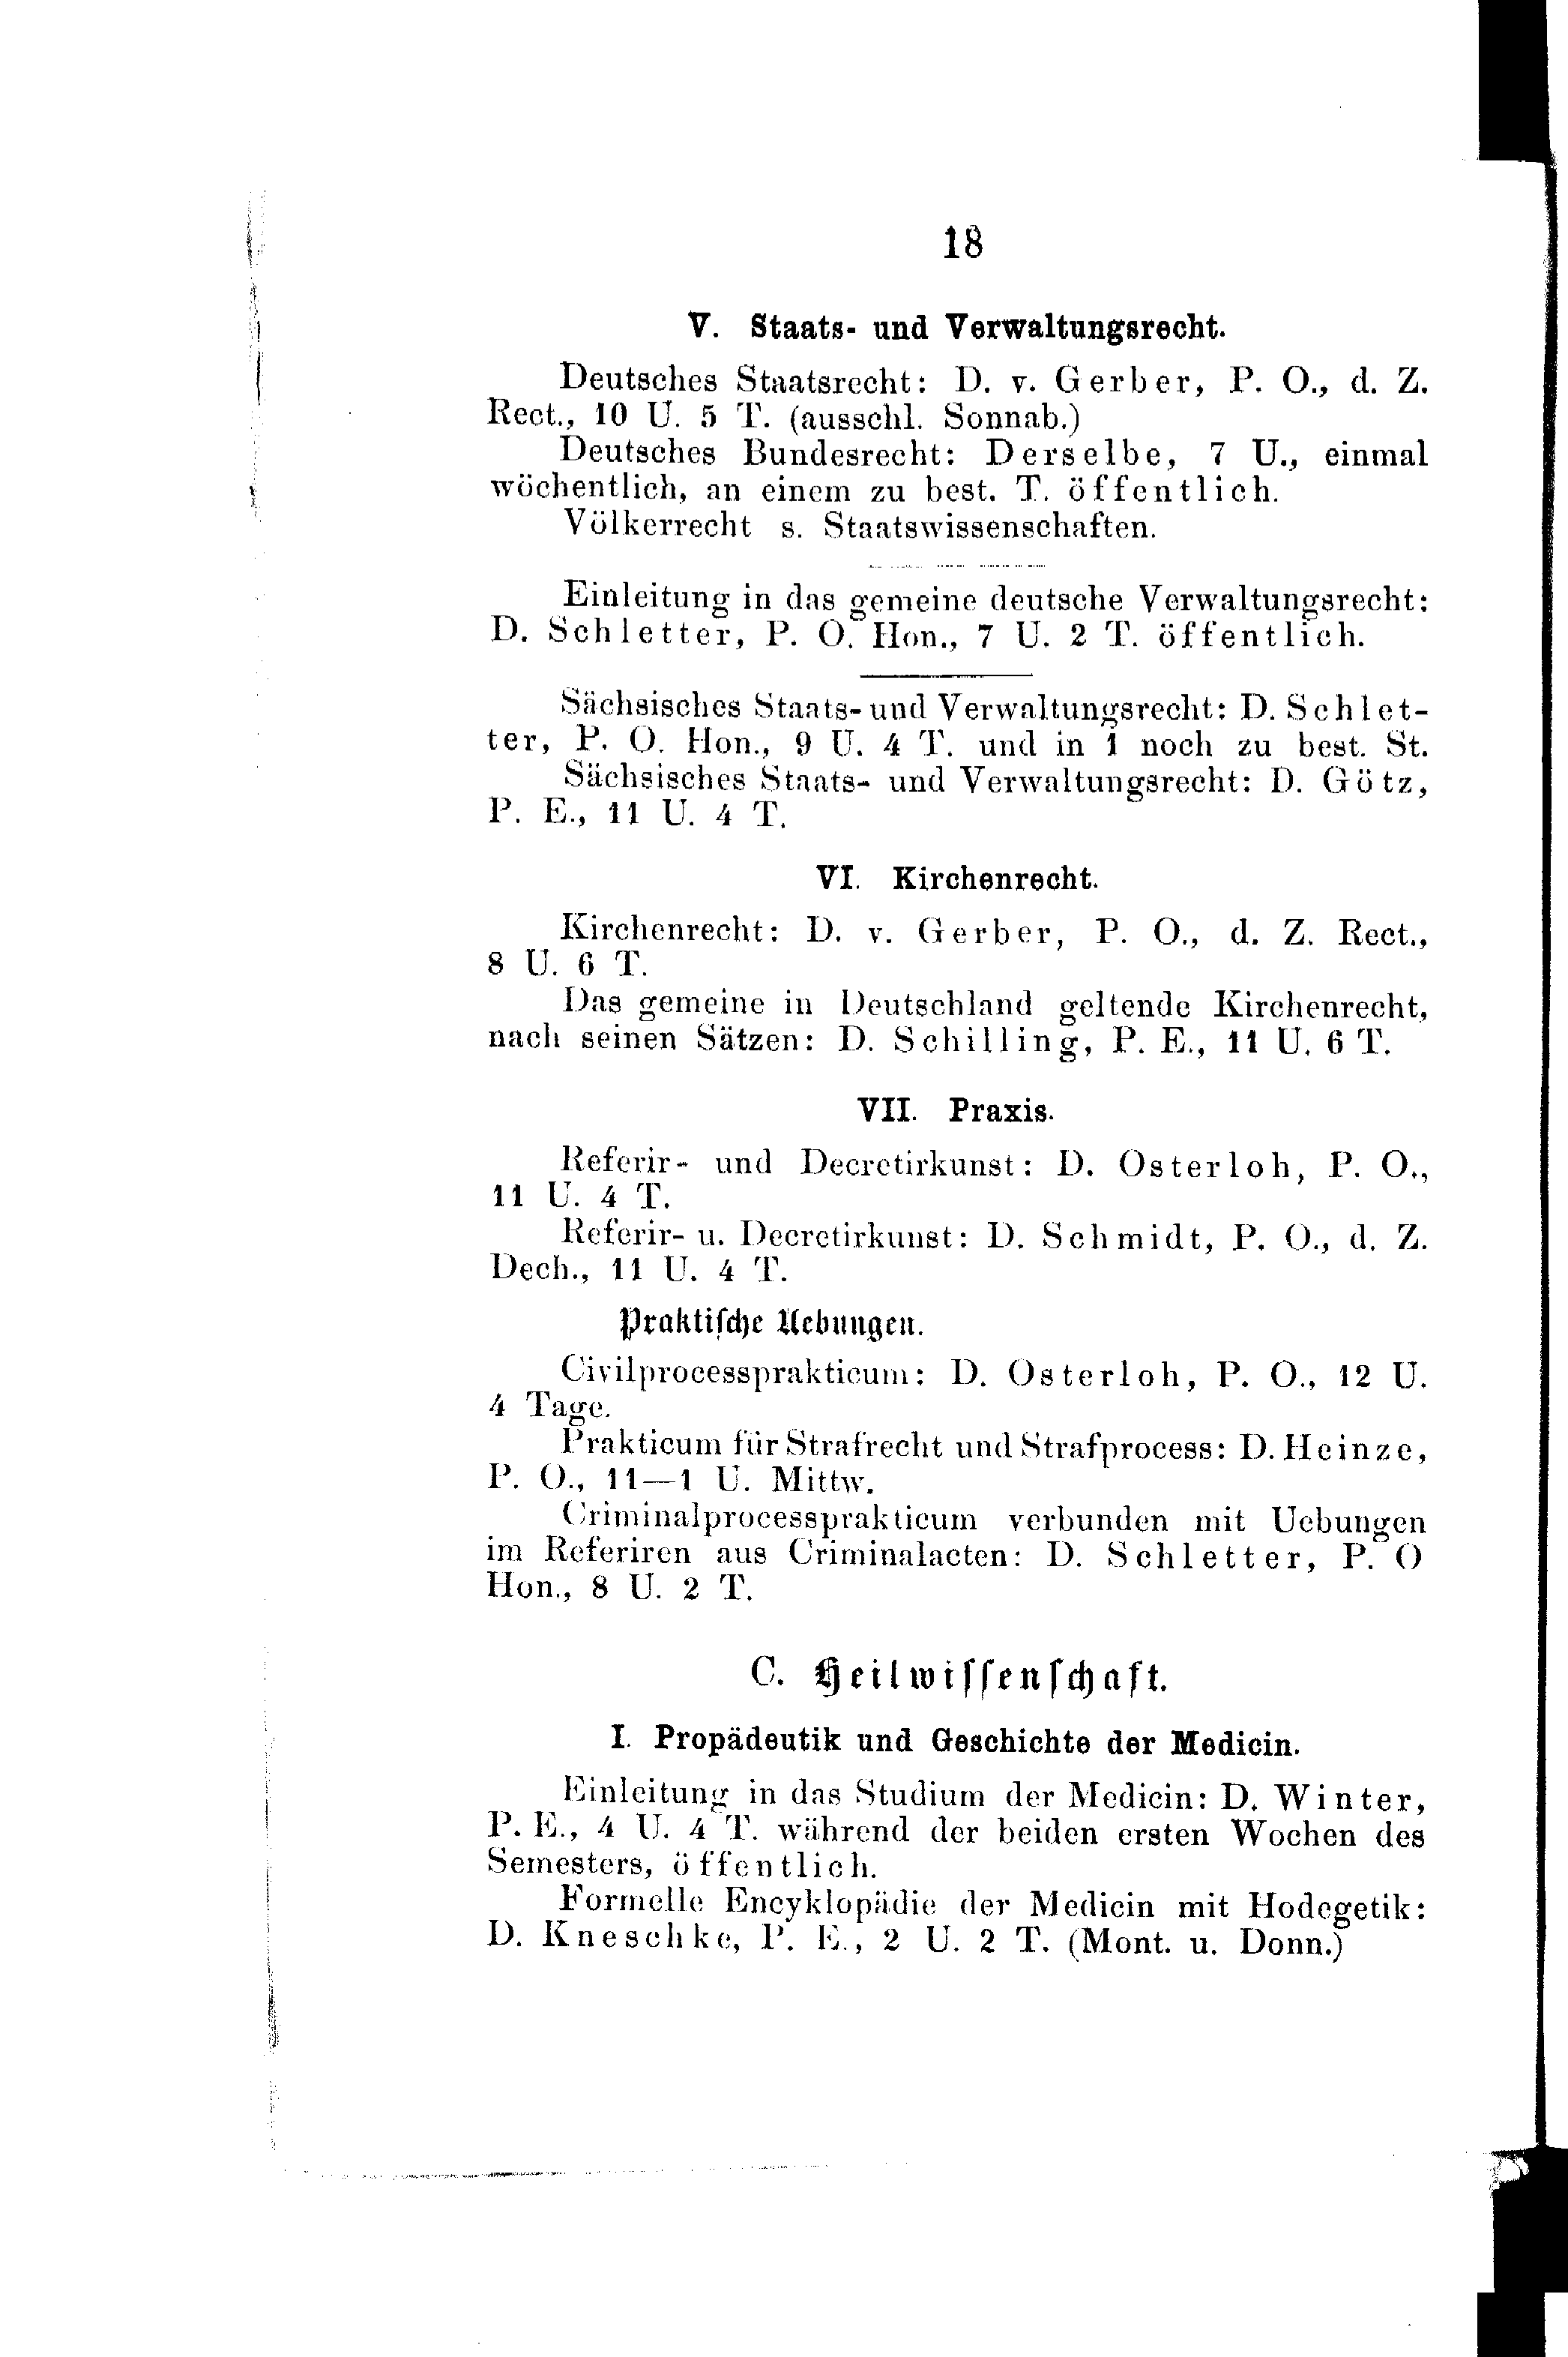 18
V. Staats- und Verwaltungsrecht.
Deutsches Staatsrecht: D. v. Gerber, P. O., d. Z.
Rect., 10 U. 5 T. (ausschl. Sonnab.)
Deutsches Bundesrecht: Derselbe, 7 U., einmal
wöchentlich, an einem zu best. T. öffentlich.
Völkerrecht s. Staatswissenschaften.
Einleitung in das gemeine deutsche Verwaltungsrecht:
D. Schletter, P. O. Hon., 7 U. 2 T. öffentlich.
Sächsisches Staats- und Verwaltungsrecht: D. Schlet-
ter, P. O. Hon., 9 U. 4 T. und in 1 noch zu best. St.
Sächsisches Staats- und Verwaltungsrecht: D. Götz,
P. E., 11 U. 4 T.
VI. Kirchenrecht.
Kirchenrecht: D. v. Gerber, P. O., d. Z. Rect.,
8 U. 6 T.
Das gemeine in Deutschland geltende Kirchenrecht,
nach seinen Sätzen: D. Schilling, P. E., 11 U. 6 T.
VII. Praxis.
Referir- und Decretirkunst: D. Osterloh, P. O.,
11 U. 4 T.
Referir- u. Decretirkunst: D. Schmidt, P. O., d. Z.
Dech., 11 U. 4 T.
Praktiſche Uebungen.
Civilprocessprakticum: D. Osterloh, P. O., 12 U.
4 Tage.
Prakticum für Strafrecht und Strafprocess: D. Heinze,
P. O., 11—1 U. Mittw.
Criminalprocessprakticum verbunden mit Uebungen
im Referiren aus Criminalacten: D. Schletter, P. O
Hon., 8 U. 2 T.
C. Heilwiſſenſchaft.
I. Propädeutik und Geschichte der Medicin.
Einleitung in das Studium der Medicin: D. Winter,
P. E., 4 U. 4 T. während der beiden ersten Wochen des
Semesters, öffentlich.
Formelle Encyklopädie der Medicin mit Hodegetik:
D. Kneschke, P. E., 2 U. 2 T. (Mont. u. Donn.)